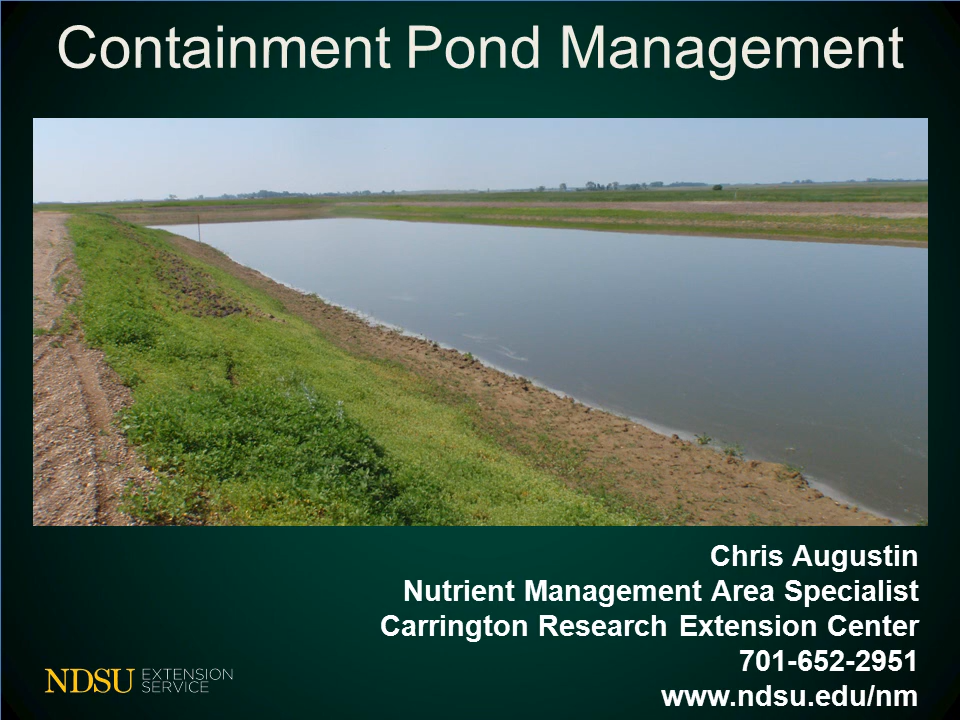 Containment Pond Management
Chris Augustin
Nutrient Management Area Specialist
Carrington Research Extension Center
701-652-2951
www.ndsu.edu/nm
NDSU EXTENSION
SERVICE